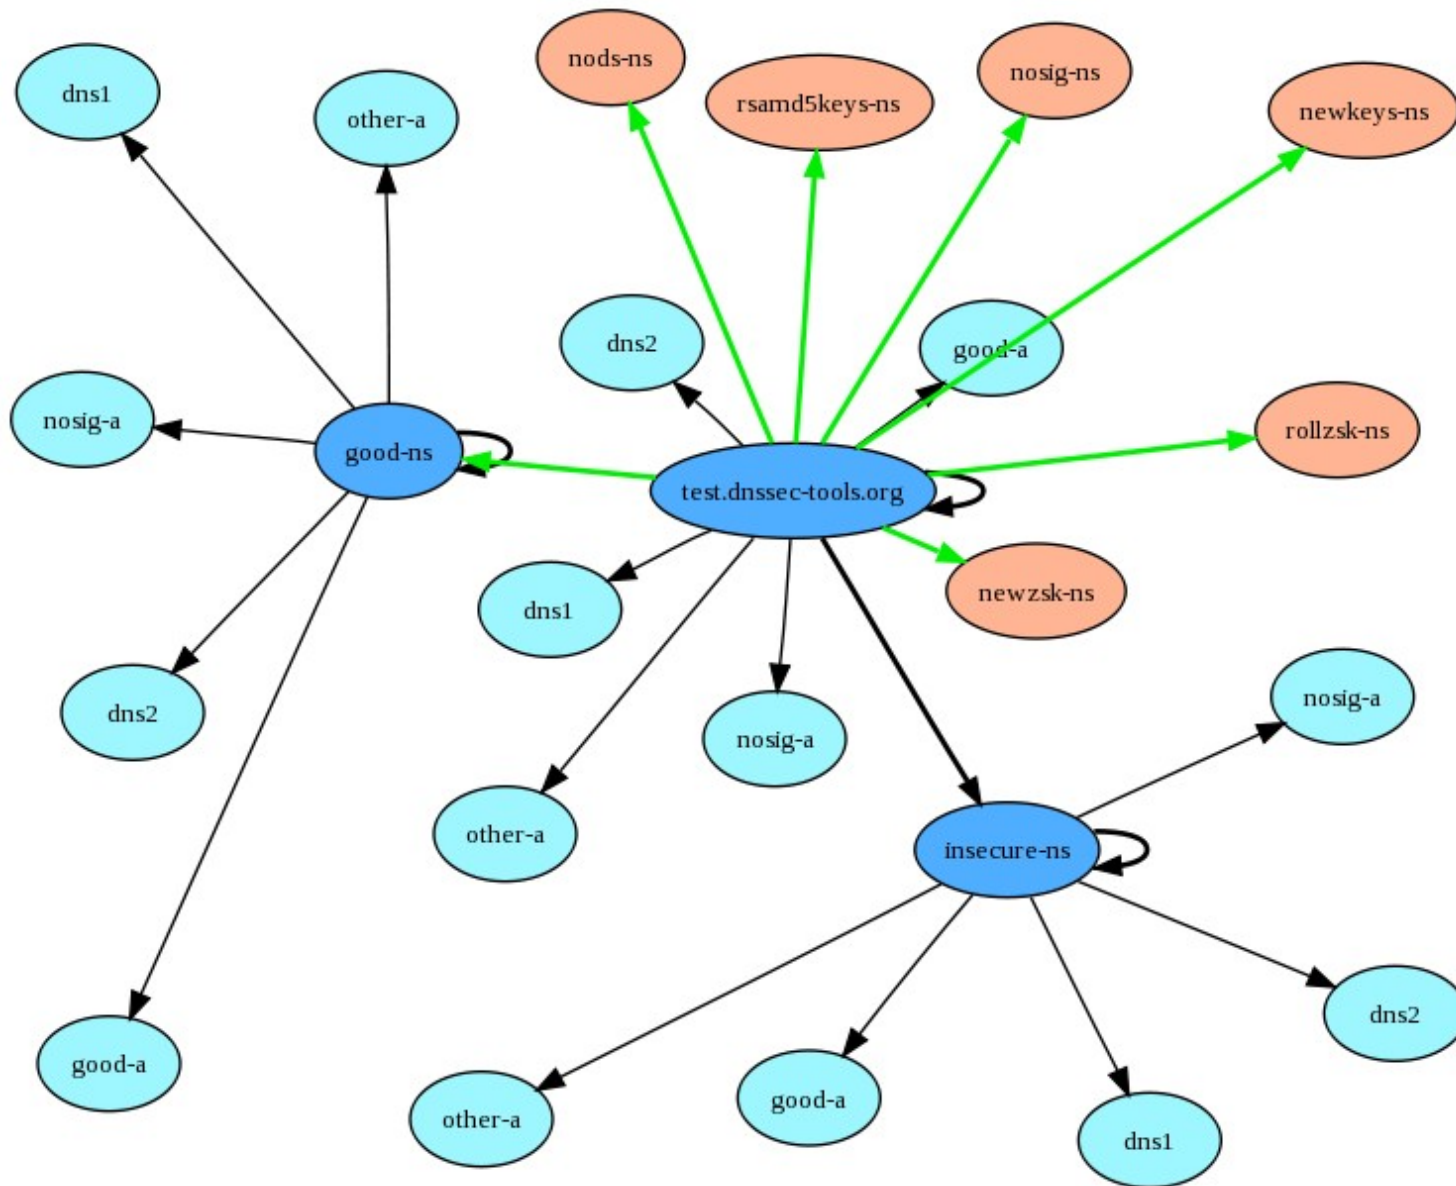 nods-ns
nosig-ns
dns1
rsamd5keys-ns
newkeys-ns
other-a
dns2
good-a
nosig-a
rollzsk-ns
good-ns
test.dnssec-tools.org
newzsk-ns
dns1
nosig-a
dns2
nosig-a
other-a
insecure-ns
dns2
good-a
good-a
other-a
dns1